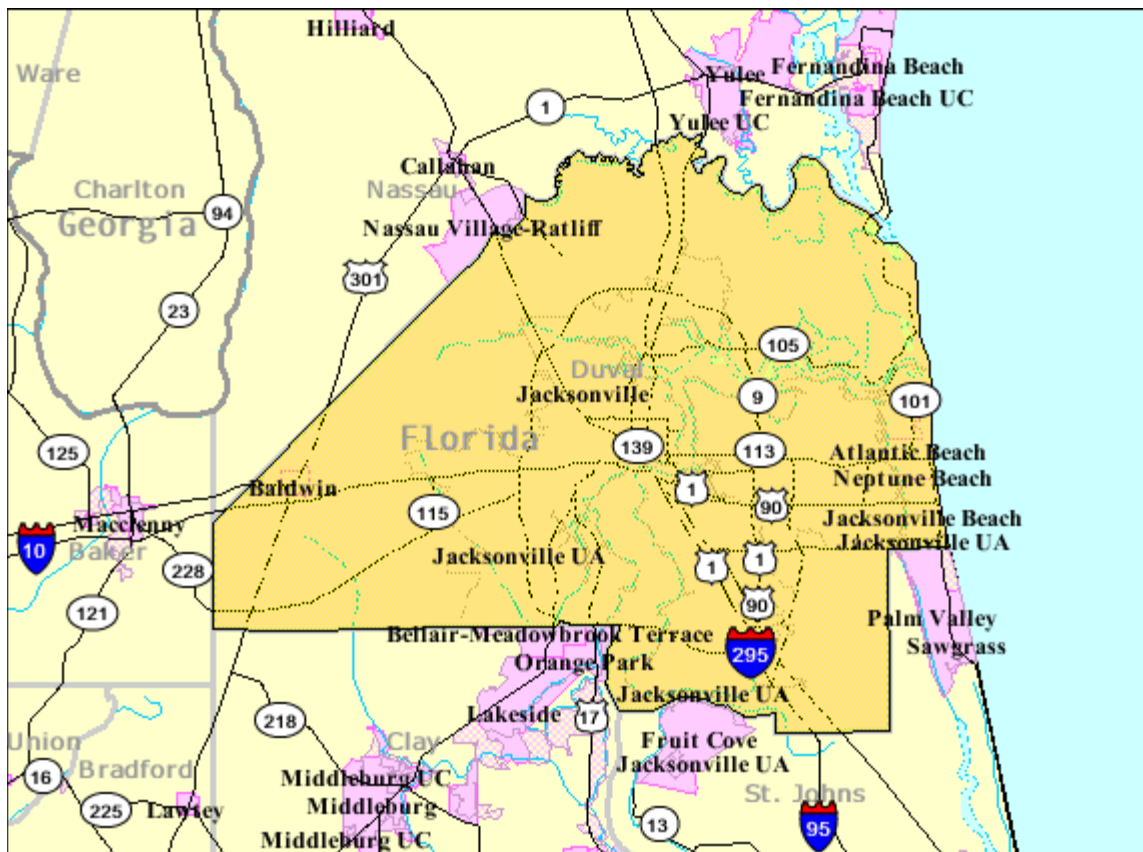 Hilliard
Ware
Yulee
Fernandina Beach
Fernandina Beach UC
1
Yulee UC
Callahan
Charlton
Nassau
Georgia
94
Nassau Village-Ratliff
301
23
105
Duval
Jacksonville
9
101
Florida
139
113
125
Atlantic Beach
Neptune Beach
Baldwin
1
90
115
Macclenny
Jacksonville Beach
10
Baker
Jacksonville UA
Jacksonville UA
228
1
1
121
90
Palm Valley
Bellair-Meadowbrook Terrace
Sawgrass
295
Orange Park
Jacksonville UA
218
Lakeside
17
Union
Clay
Fruit Cove
Bradford
16
Middleburg UC
Jacksonville UA
St. Johns
225
Lawtey
Middleburg
13
95
Middleburg UC